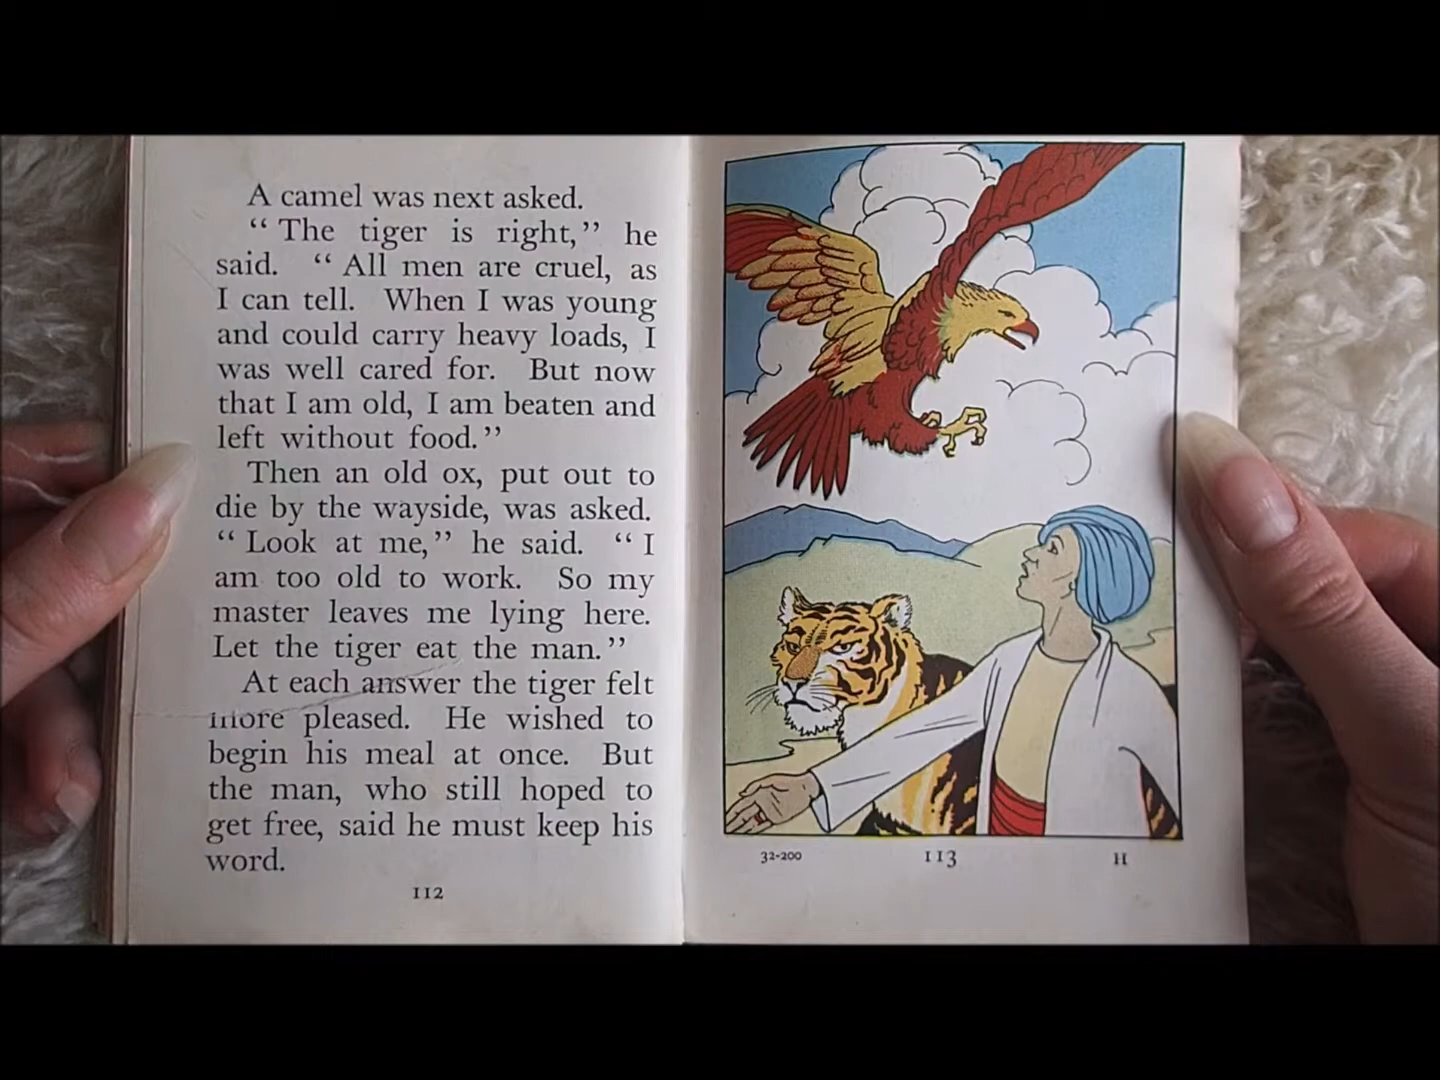 A camel was next asked.
“ The tiger is right,” he
said. “ All men are cruel, as
I can tell. When I was young
and could carry heavy loads, I
was well cared for. But now
that I am old, I am beaten and
left without food.”
Then an old ox, put out to
die by the wayside, was asked.
“ Look at me,” he said. “ I
am too old to work. So my
master leaves me lying here.
Let the tiger eat the man.”
At each answer the tiger felt
more pleased. He wished to
begin his meal at once. But
the man, who still hoped to
get free, said he must keep his
word.
112
32-200 113 H